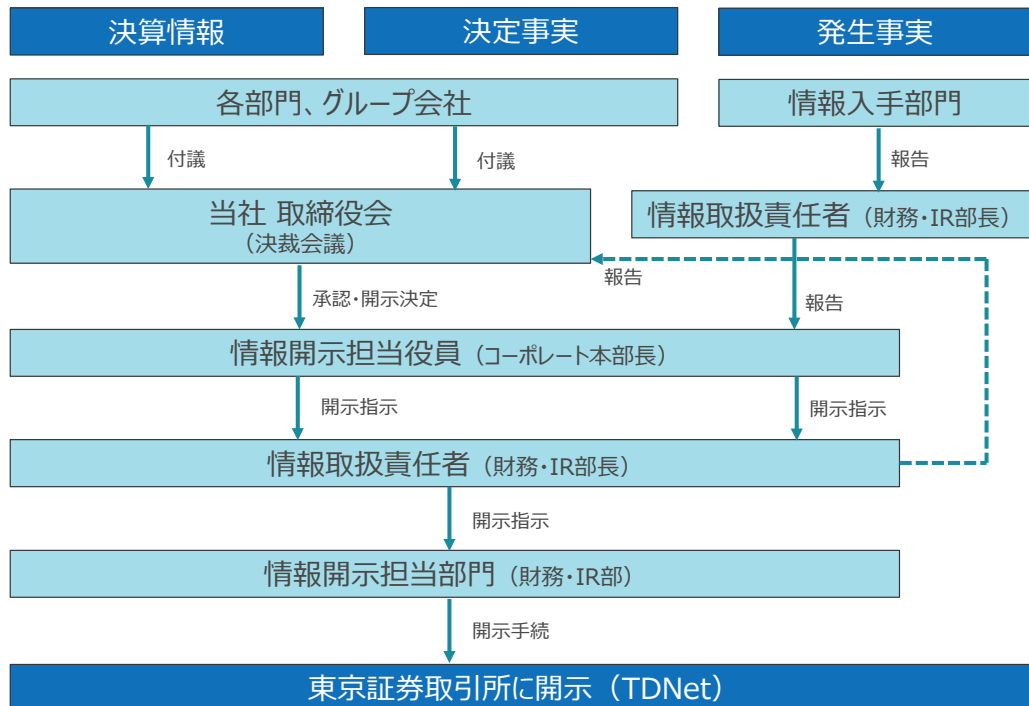 決算情報
決定事実
発生事実
各部門、グループ会社
情報入手部門
付議
付議
報告
当社 取締役会
（決裁会議）
情報取扱責任者（財務・IR部長）
報告
承認・開示決定
報告
情報開示担当役員（コーポレート本部長）
開示指示
開示指示
情報取扱責任者（財務・IR部長）
開示指示
情報開示担当部門（財務・IR部）
開示手続
東京証券取引所に開示（TDNet）